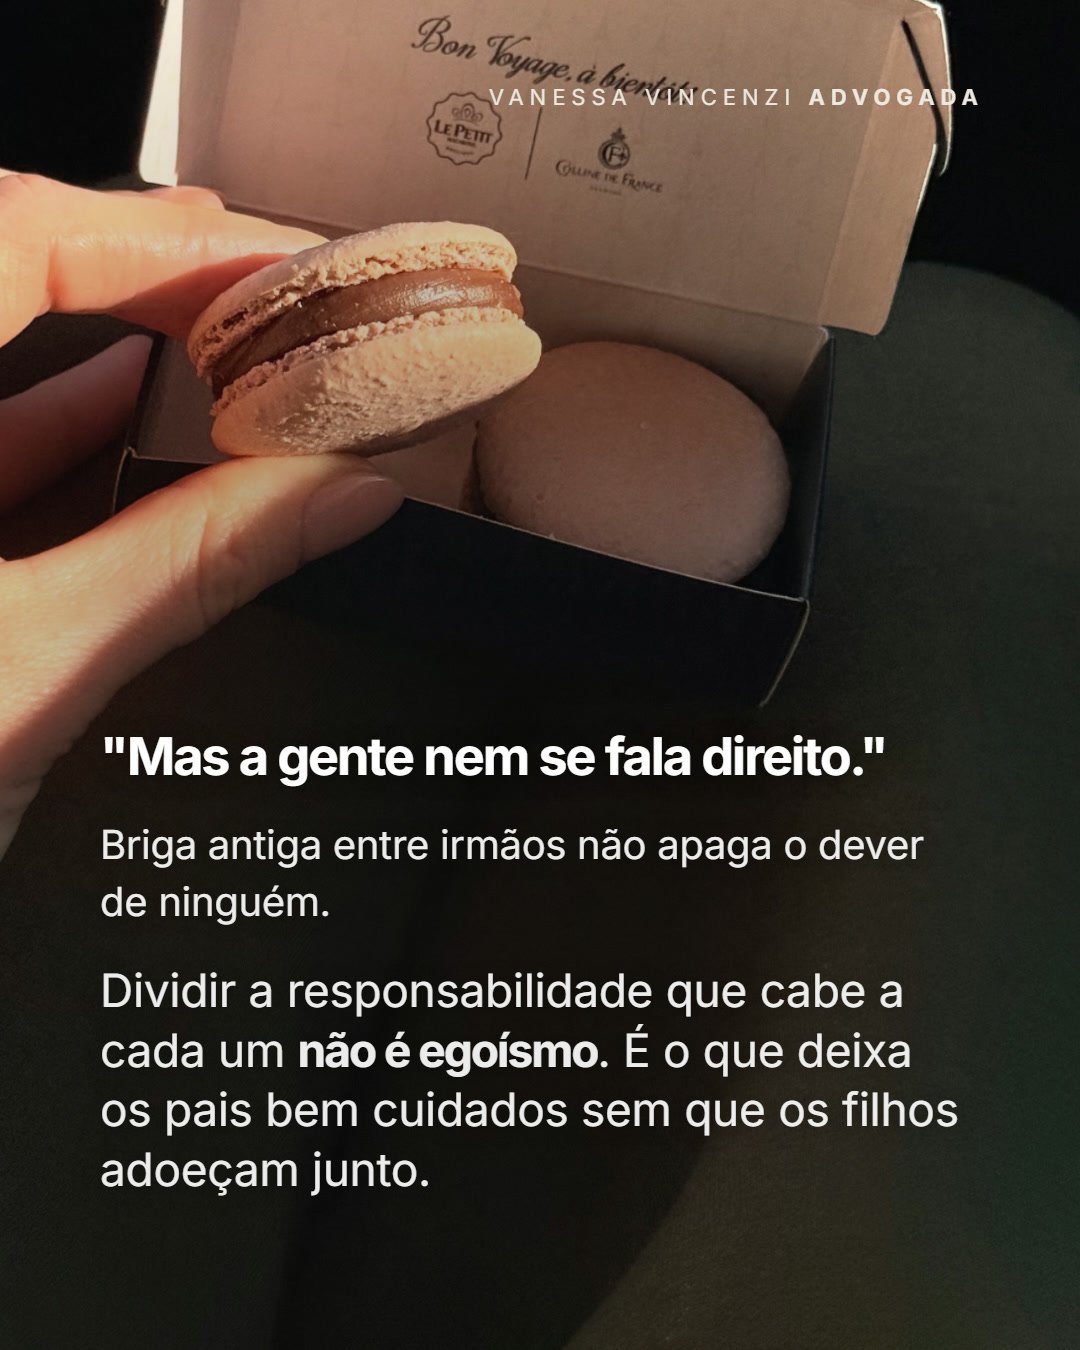 Bon Voyage, à bientôt
VANESSA VINCENZI ADVOGADA
LE PETIT
COLLINE DE FRANCE
"Mas a gente nem se fala direito."
Briga antiga entre irmãos não apaga o dever
de ninguém.
Dividir a responsabilidade que cabe a
cada um não é egoísmo. É o que deixa
os pais bem cuidados sem que os filhos
adoeçam junto.